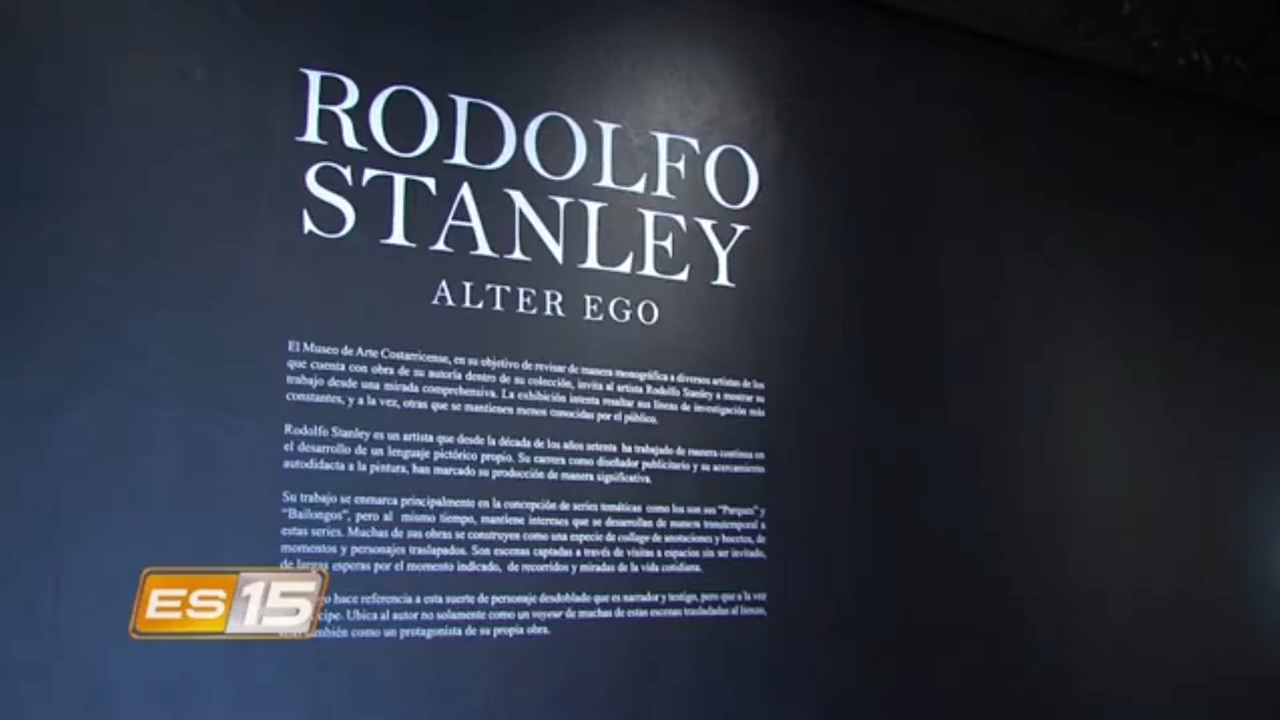 RODOLFO
STANLEY
ALTER EGO
El Museo de Arte Costarricense, en su objetivo de revisar de manera monográfica a diversos artistas de los
que cuenta con obra de su autoría dentro de su colección, invita al artista Rodolfo Stanley a mostrar su
trabajo desde una mirada comprehensiva. La exhibición intenta resaltar sus líneas de investigación más
constantes, y a la vez, otras que se mantienen menos conocidas por el público.
Rodolfo Stanley es un artista que desde la década de los años setenta ha trabajado de manera continua en
el desarrollo de un lenguaje pictórico propio. Su carrera como diseñador publicitario y su acercamiento
autodidacta a la pintura, han marcado su producción de manera significativa.
Su trabajo se enmarca principalmente en la concepción de series temáticas como los son sus "Parques" y
"Bailongos", pero al mismo tiempo, mantiene intereses que se desarrollan de manera transtemporal a
estas series. Muchas de sus obras se construyen como una especie de collage de anotaciones y bocetos, de
momentos y personajes traslapados. Son escenas captadas a través de visitas a espacios sin ser invitado,
de largas esperas por el momento indicado, de recorridos y miradas de la vida cotidiana.
hace referencia a esta suerte de personaje desdoblado que es narrador y testigo, pero que a la vez
Ubica al autor no solamente como un voyeur de muchas de estas escenas trasladadas al lienzo,
también como un protagonista de su propia obra.
ES 15